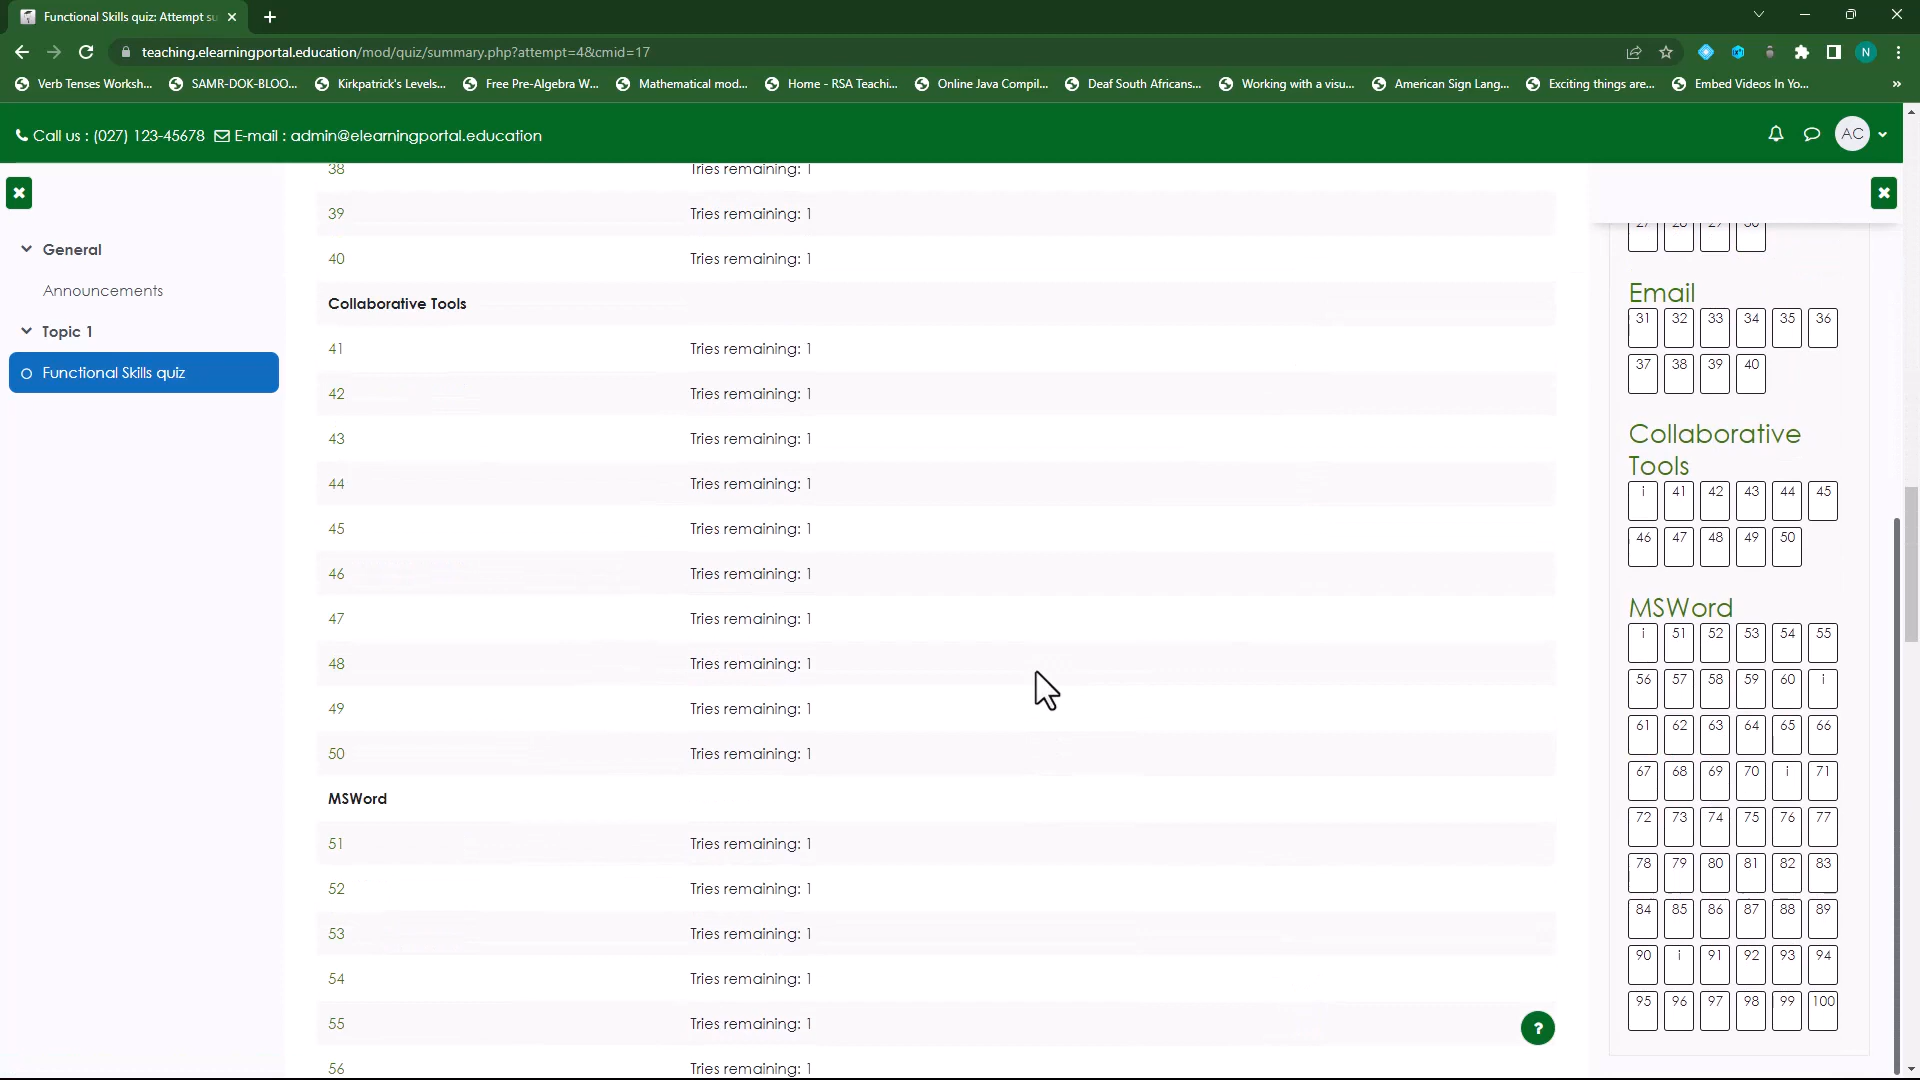 Functional Skills quiz: Attempt su
teaching.elearningportal.education/mod/quiz/summary.php?attempt=4&cmid=17
N
Verb Tenses Worksh...
SAMR-DOK-BLOO...
Kirkpatrick's Levels...
Free Pre-Algebra W...
Mathematical mod...
Home - RSA Teachi...
Online Java Compil...
Deaf South Africans...
Working with a visu...
American Sign Lang...
Exciting things are...
Embed Videos In Yo...
Call us : (027) 123-45678 E-mail : admin@elearningportal.education
AC
General
Announcements
Topic 1
Functional Skills quiz
38 Tries remaining: 1
39 Tries remaining: 1
40 Tries remaining: 1
Collaborative Tools
41 Tries remaining: 1
42 Tries remaining: 1
43 Tries remaining: 1
44 Tries remaining: 1
45 Tries remaining: 1
46 Tries remaining: 1
47 Tries remaining: 1
48 Tries remaining: 1
49 Tries remaining: 1
50 Tries remaining: 1
MSWord
51 Tries remaining: 1
52 Tries remaining: 1
53 Tries remaining: 1
54 Tries remaining: 1
55 Tries remaining: 1
56 Tries remaining: 1
?
27 28 29 30
Email
31 32 33 34 35 36
37 38 39 40
Collaborative
Tools
i 41 42 43 44 45
46 47 48 49 50
MSWord
i 51 52 53 54 55
56 57 58 59 60 i
61 62 63 64 65 66
67 68 69 70 i 71
72 73 74 75 76 77
78 79 80 81 82 83
84 85 86 87 88 89
90 i 91 92 93 94
95 96 97 98 99 100